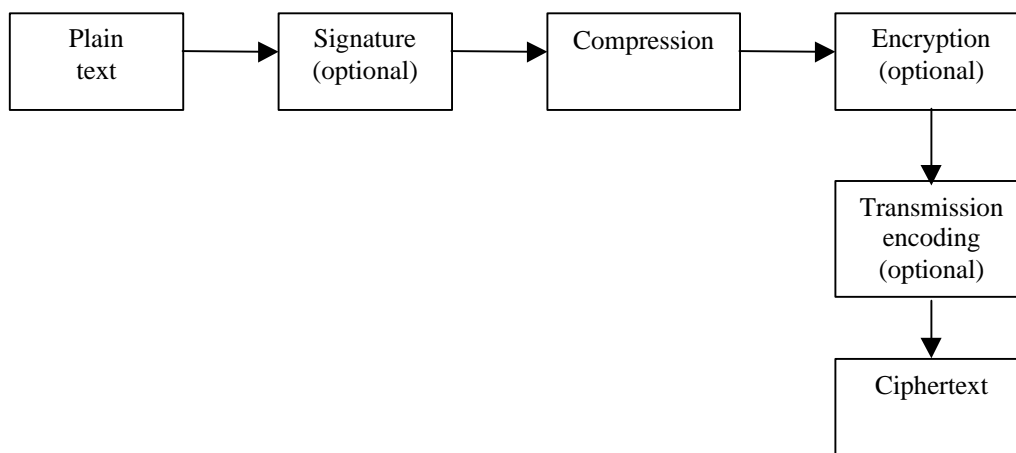 Plain
text
Signature
(optional)
Compression
Encryption
(optional)
Transmission
encoding
(optional)
Ciphertext